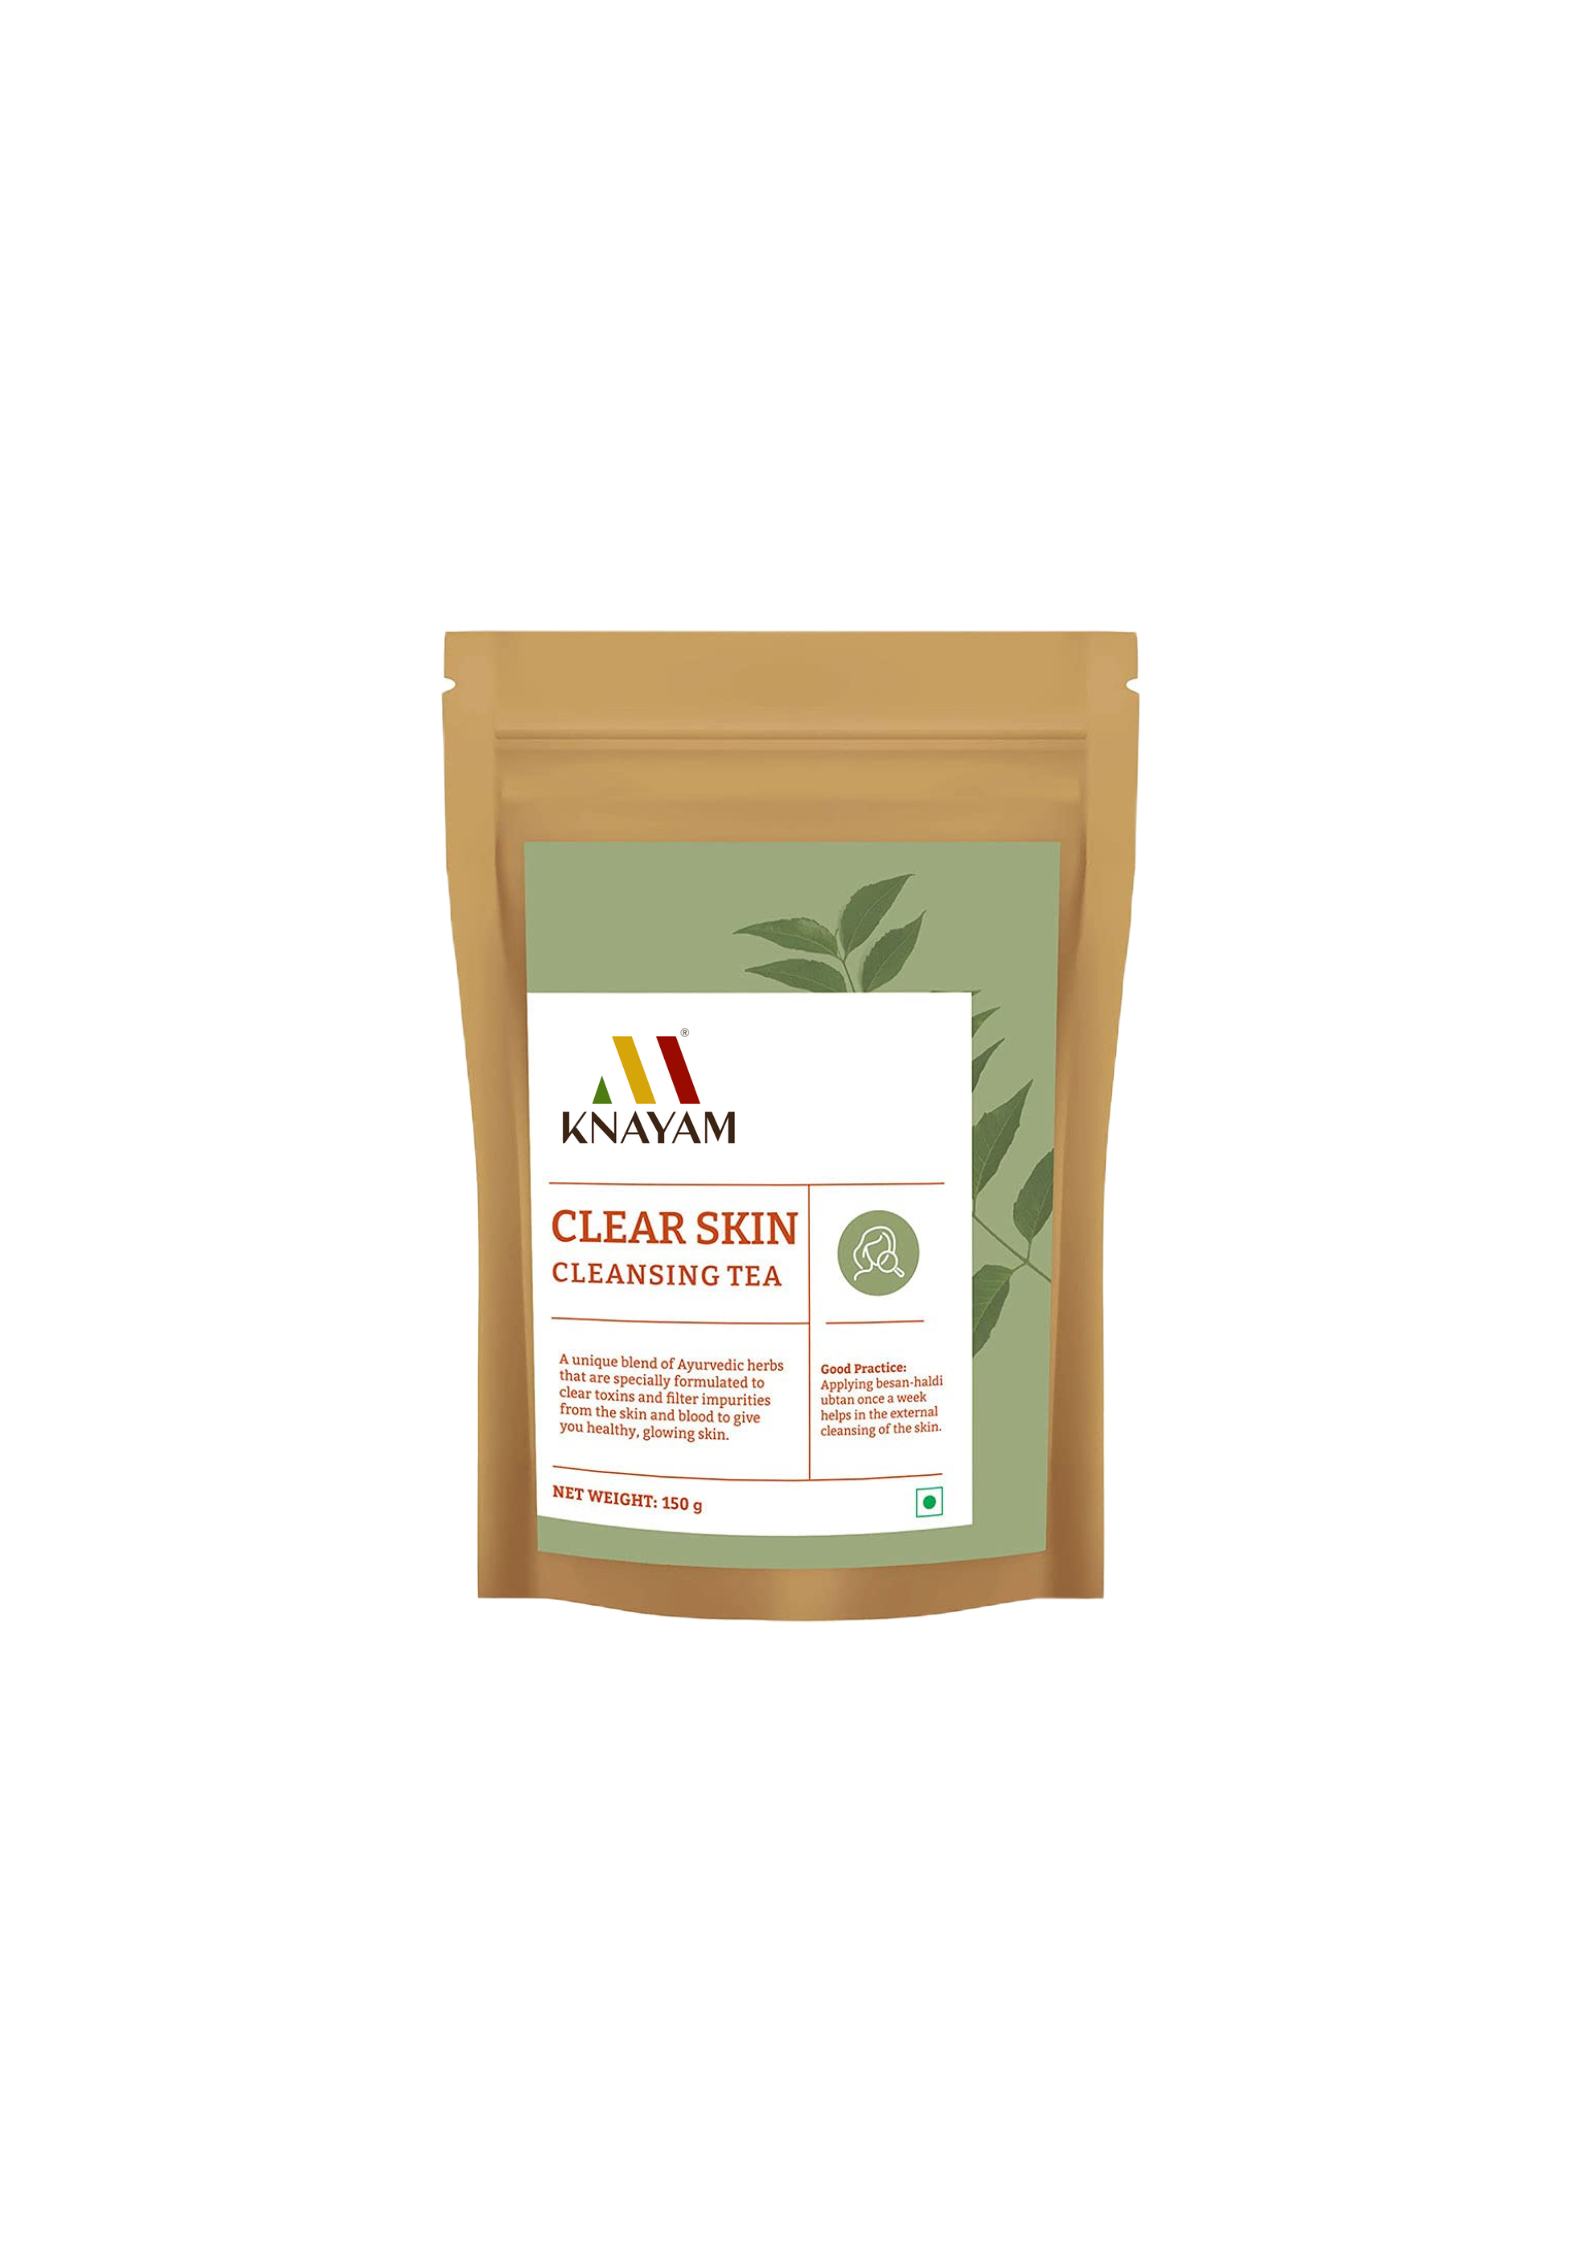 ®
KNAYAM
CLEAR SKIN
CLEANSING TEA
A unique blend of Ayurvedic herbs
that are specially formulated to
clear toxins and filter impurities
from the skin and blood to give
you healthy, glowing skin.
Good Practice:
Applying besan-haldi
ubtan once a week
helps in the external
cleansing of the skin.
NET WEIGHT: 150 g